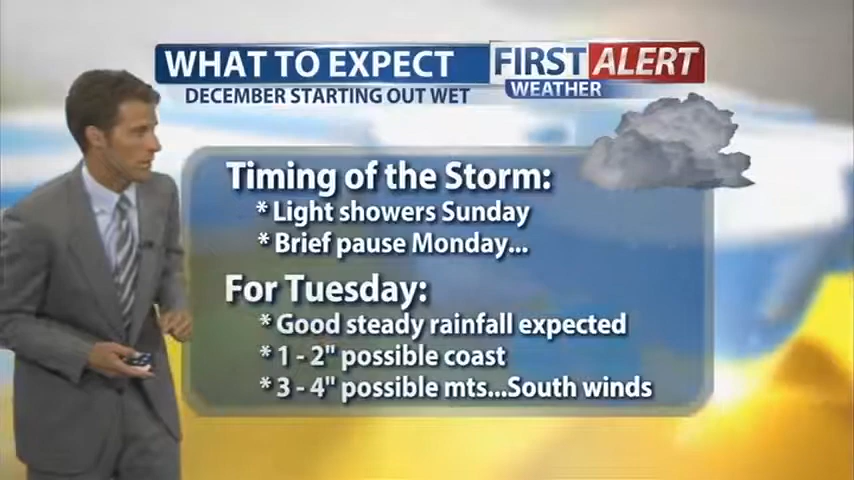 WHAT TO EXPECT
FIRST ALERT
WEATHER
DECEMBER STARTING OUT WET
Timing of the Storm:
* Light showers Sunday
* Brief pause Monday...
For Tuesday:
* Good steady rainfall expected
* 1 - 2" possible coast
* 3 - 4" possible mts...South winds